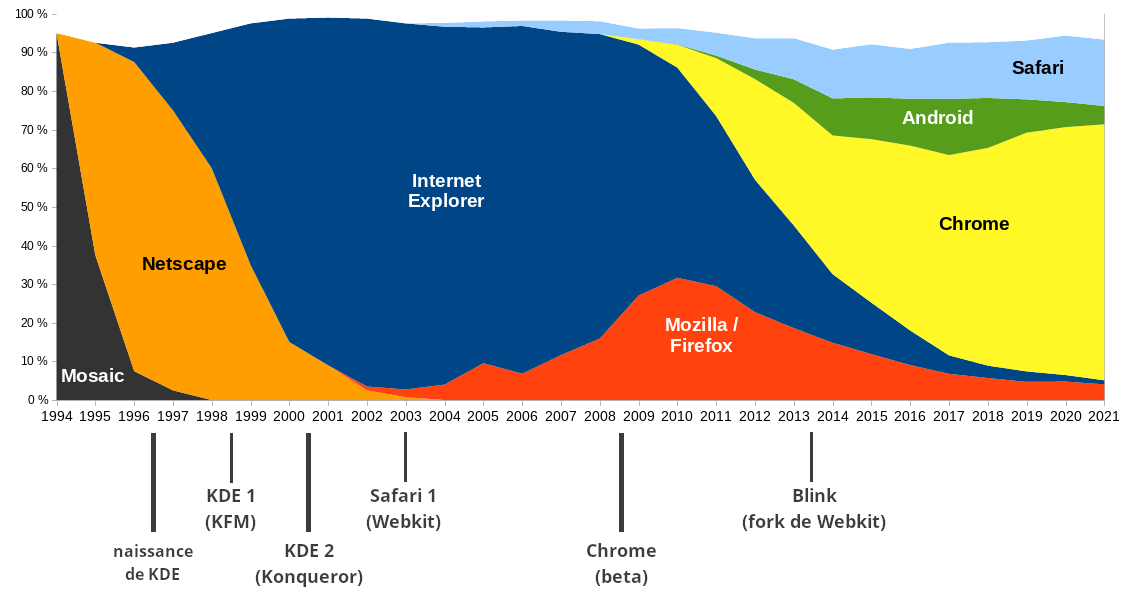 100 %
90 %
80 %
70 %
60 %
50 %
40 %
30 %
20 %
10 %
0 %
Safari
Android
Internet
Explorer
Chrome
Netscape
Mozilla /
Firefox
Mosaic
1994 1995 1996 1997 1998 1999 2000 2001 2002 2003 2004 2005 2006 2007 2008 2009 2010 2011 2012 2013 2014 2015 2016 2017 2018 2019 2020 2021
KDE 1
(KFM)
Safari 1
(Webkit)
Blink
(fork de Webkit)
naissance
de KDE
KDE 2
(Konqueror)
Chrome
(beta)